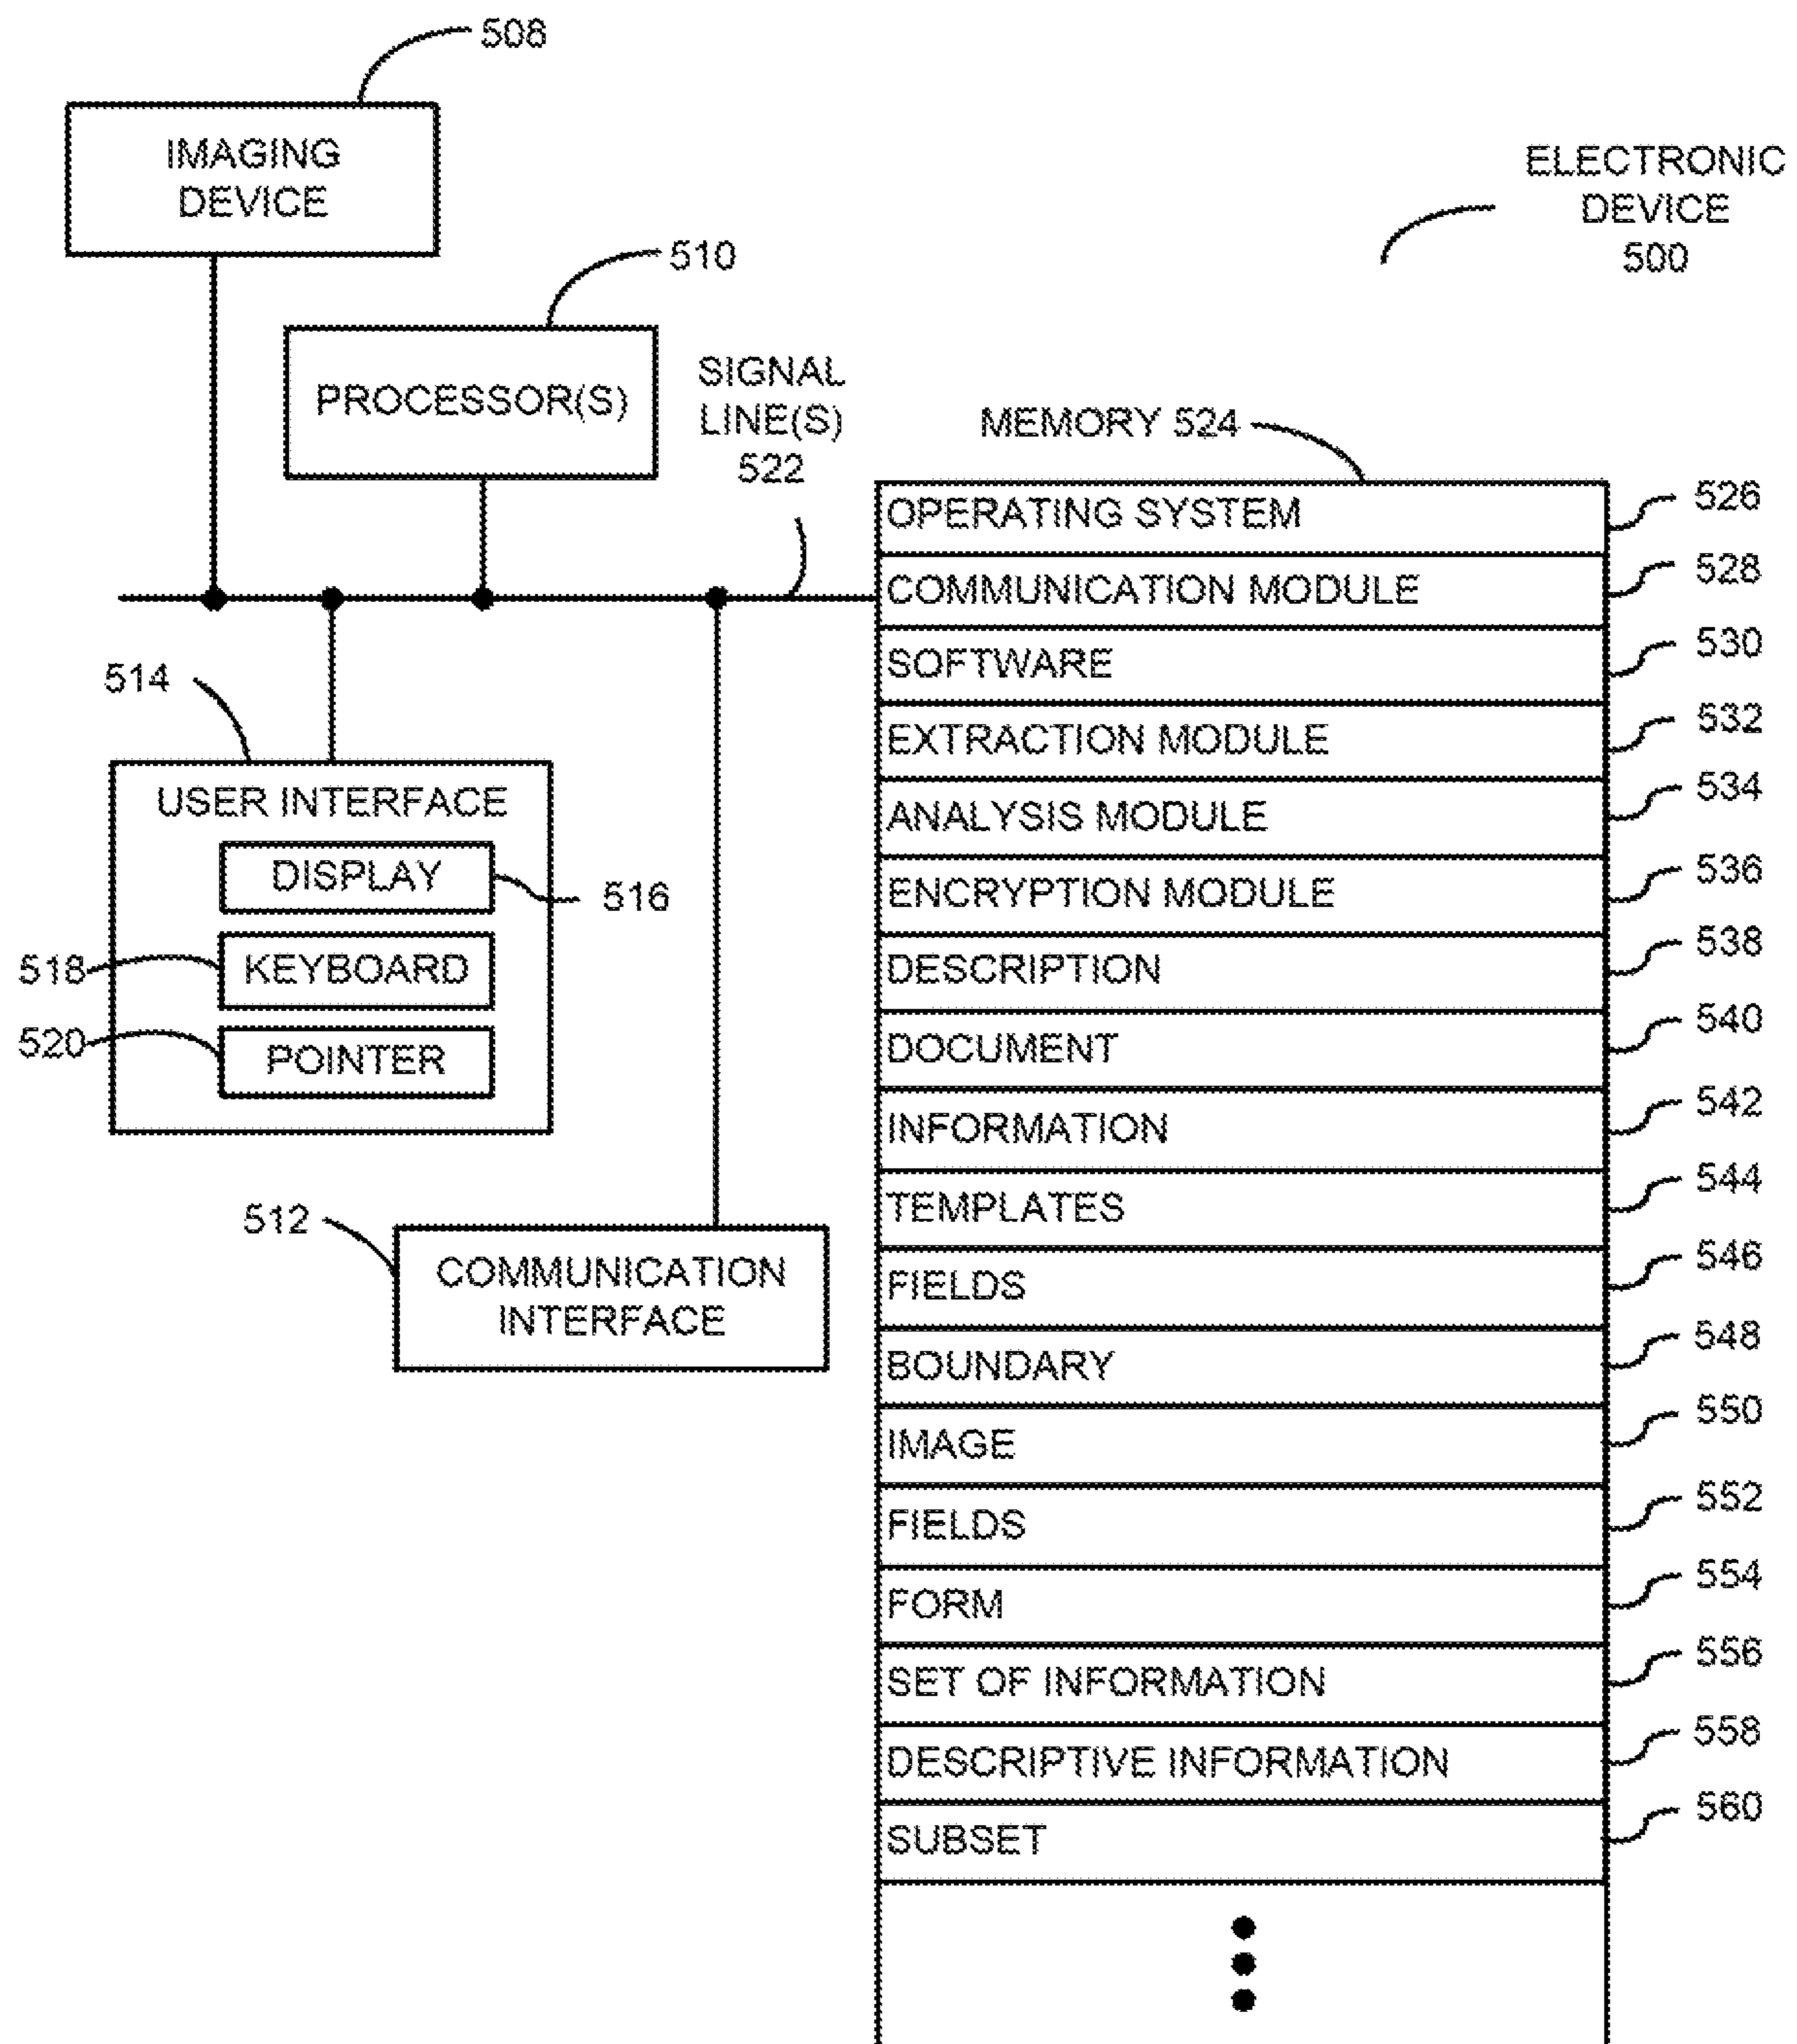 508
IMAGING
DEVICE
ELECTRONIC
DEVICE
500
510
PROCESSOR(S)
SIGNAL
LINE(S)
522
MEMORY 524
OPERATING SYSTEM
526
COMMUNICATION MODULE
528
SOFTWARE
530
EXTRACTION MODULE
532
ANALYSIS MODULE
534
ENCRYPTION MODULE
536
DESCRIPTION
538
DOCUMENT
540
INFORMATION
542
TEMPLATES
544
FIELDS
546
BOUNDARY
548
IMAGE
550
FIELDS
552
FORM
554
SET OF INFORMATION
556
DESCRIPTIVE INFORMATION
558
SUBSET
560
514
USER INTERFACE
DISPLAY
516
518
KEYBOARD
520
POINTER
512
COMMUNICATION
INTERFACE